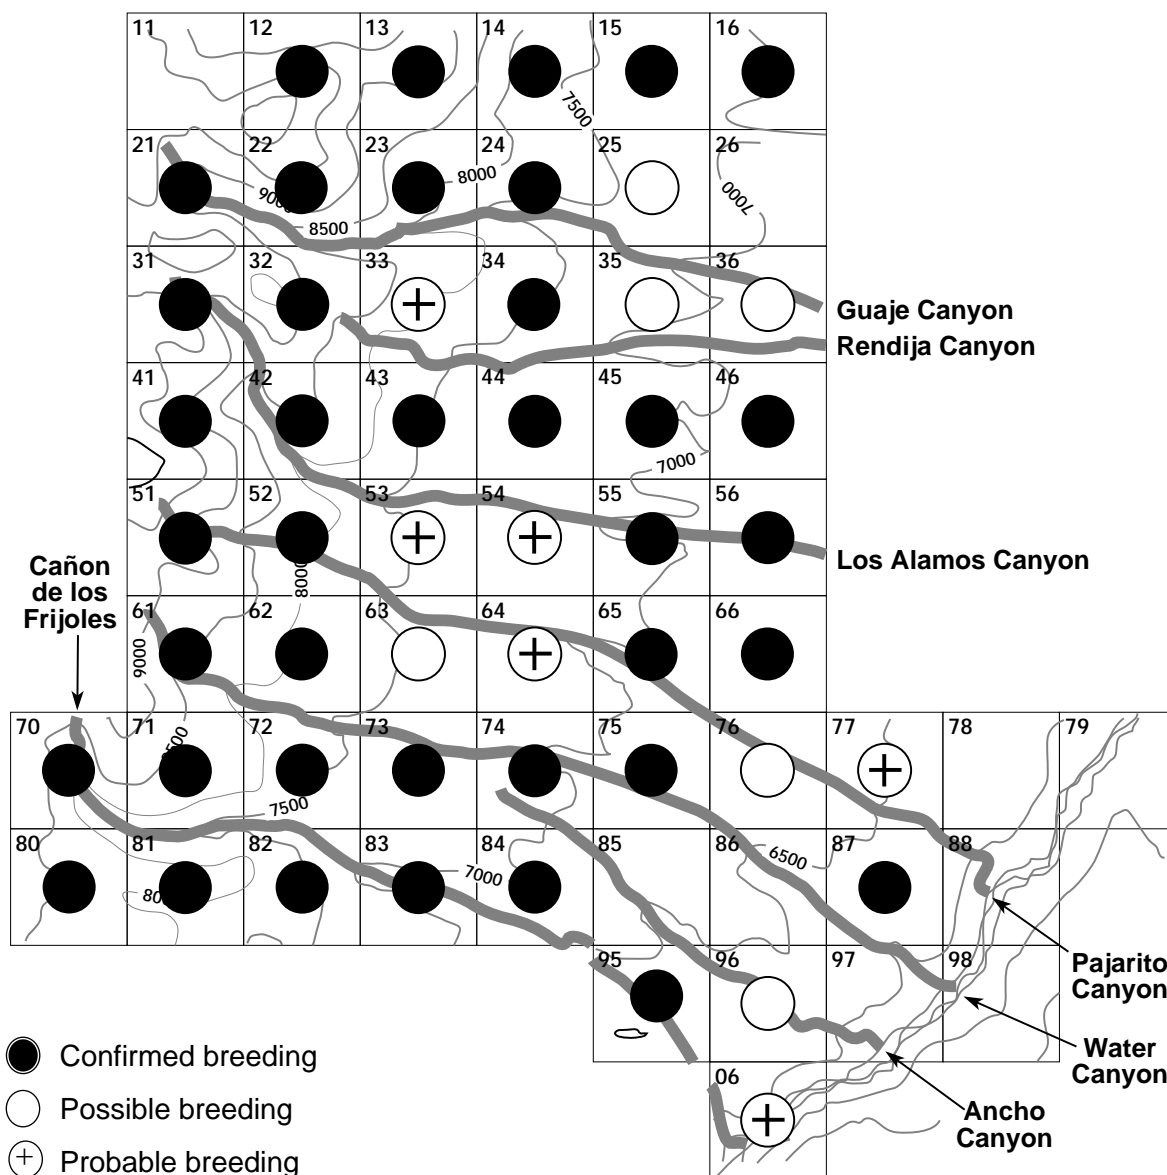 11 12 13 14 15 16
7500
21 22 23 24 25 26
8000
9000
7000
8500
31 32 33 34 35 36
Guaje Canyon
Rendija Canyon
41 42 43 44 45 46
7000
51 52 53 54 55 56
Los Alamos Canyon
Cañon
de los
Frijoles
8000
61 62 63 64 65 66
9000
70 71 72 73 74 75 76 77 78 79
8500
7500
80 81 82 83 84 85 86 87 88
6500
7000
80
95 96 97 98
Pajarito
Canyon
Water
Canyon
06
Ancho
Canyon
Confirmed breeding
Possible breeding
Probable breeding